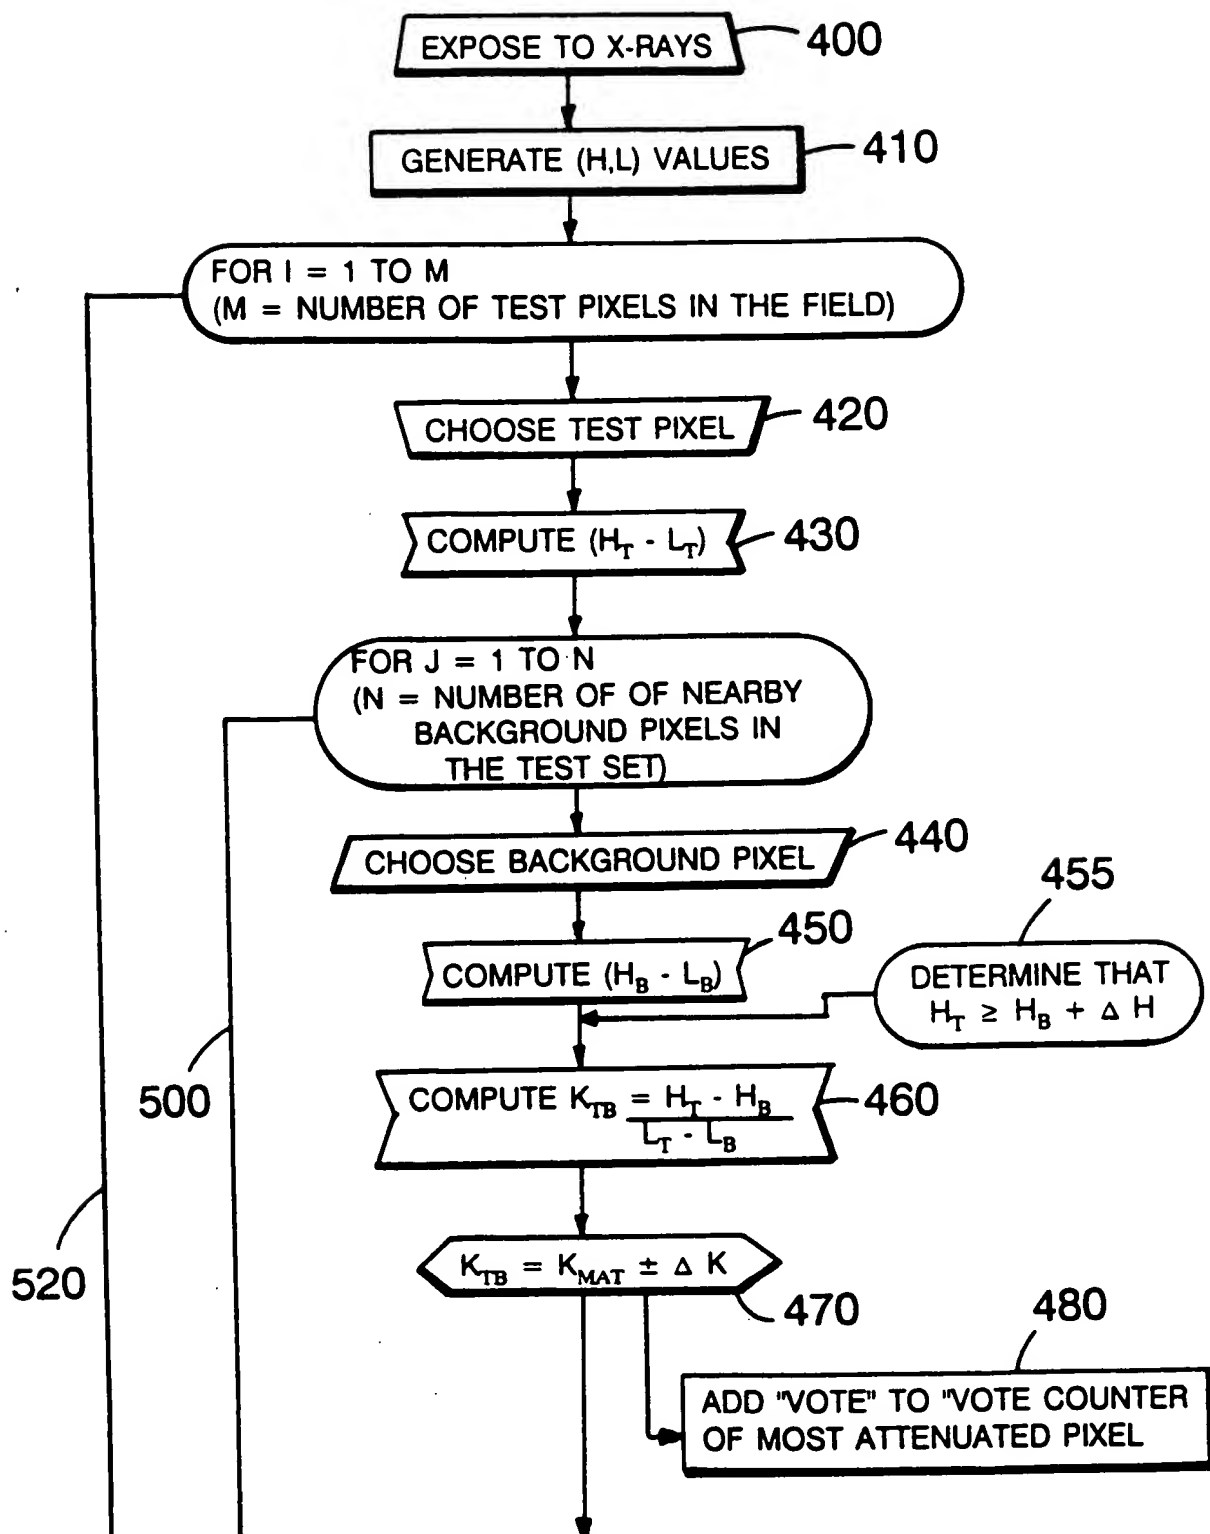 EXPOSE TO X-RAYS
400
GENERATE (H,L) VALUES
410
FOR I = 1 TO M
(M = NUMBER OF TEST PIXELS IN THE FIELD)
CHOOSE TEST PIXEL
420
COMPUTE (H_T - L_T)
430
FOR J = 1 TO N
(N = NUMBER OF OF NEARBY
BACKGROUND PIXELS IN
THE TEST SET)
CHOOSE BACKGROUND PIXEL
440
455
450
COMPUTE (H_B - L_B)
DETERMINE THAT
H_T ≥ H_B + Δ H
500
COMPUTE K_TB = H_T - H_B
L_T - L_B
460
520
K_TB = K_MAT ± Δ K
470
480
ADD "VOTE" TO "VOTE COUNTER
OF MOST ATTENUATED PIXEL